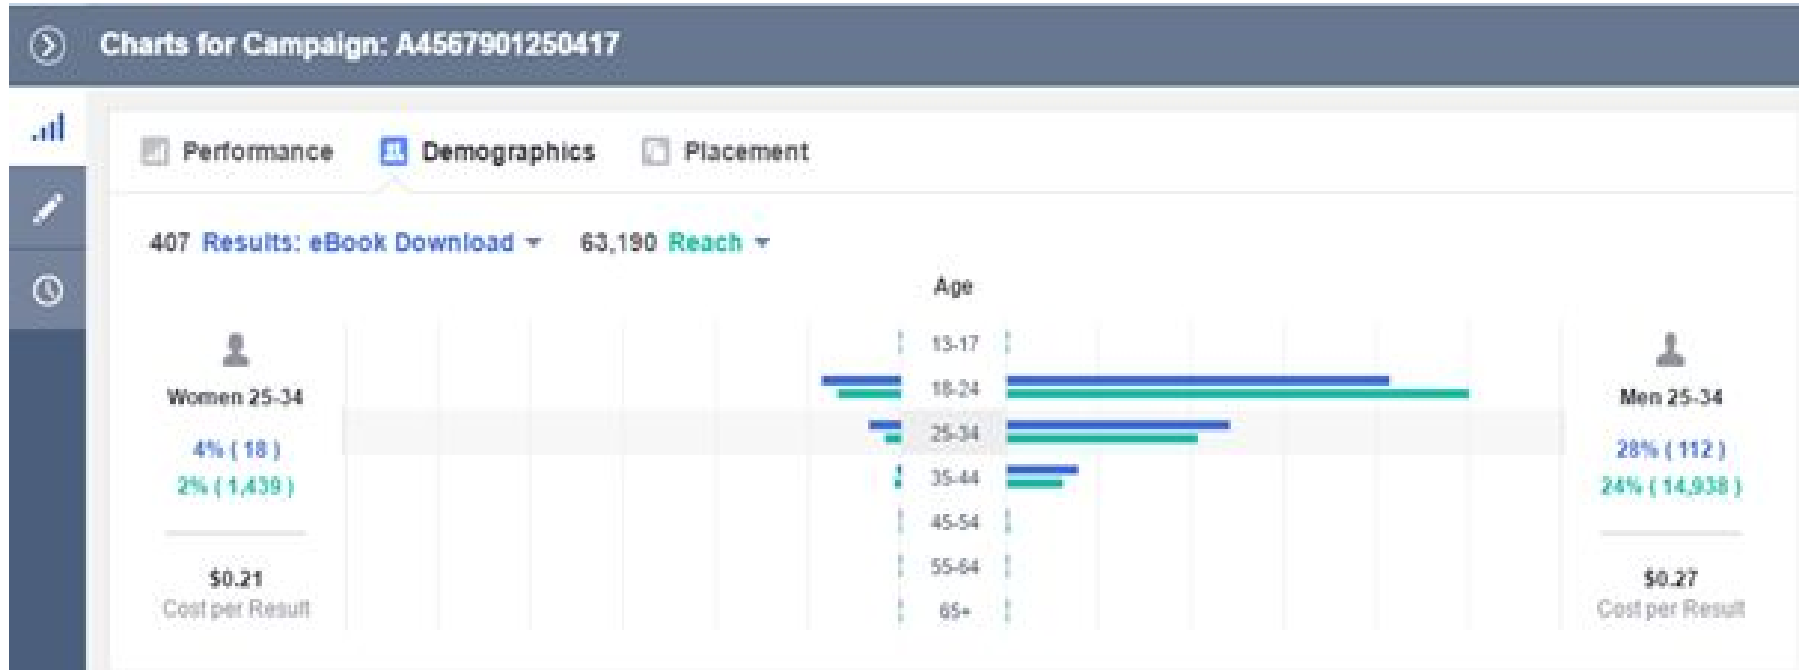 Charts for Campaign: A4567901250417
Performance Demographics Placement
407 Results: eBook Download 63,190 Reach
Age
13-17
18-24
25-34
35-44
45-54
55-64
65+
Women 25-34
4% ( 18 )
2% ( 1,439 )
$0.21
Cost per Result
Men 25-34
28% ( 112 )
24% ( 14,938 )
$0.27
Cost per Result